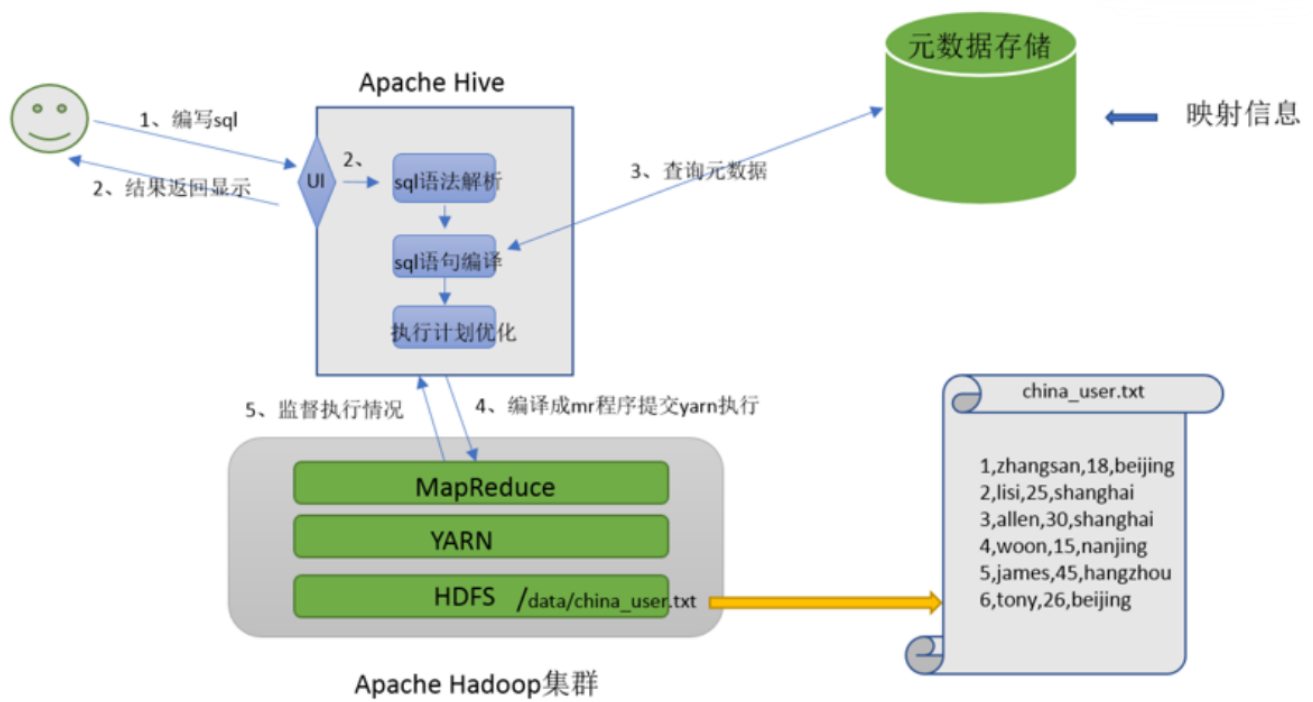 元数据存储
Apache Hive
1、编写sql
映射信息
2、
sql语法解析
3、查询元数据
UI
2、结果返回显示
sql语句编译
执行计划优化
5、监督执行情况
4、编译成mr程序提交yarn执行
china_user.txt
1,zhangsan,18,beijing
2,lisi,25,shanghai
3,allen,30,shanghai
4,woon,15,nanjing
5,james,45,hangzhou
6,tony,26,beijing
MapReduce
YARN
HDFS /data/china_user.txt
Apache Hadoop集群